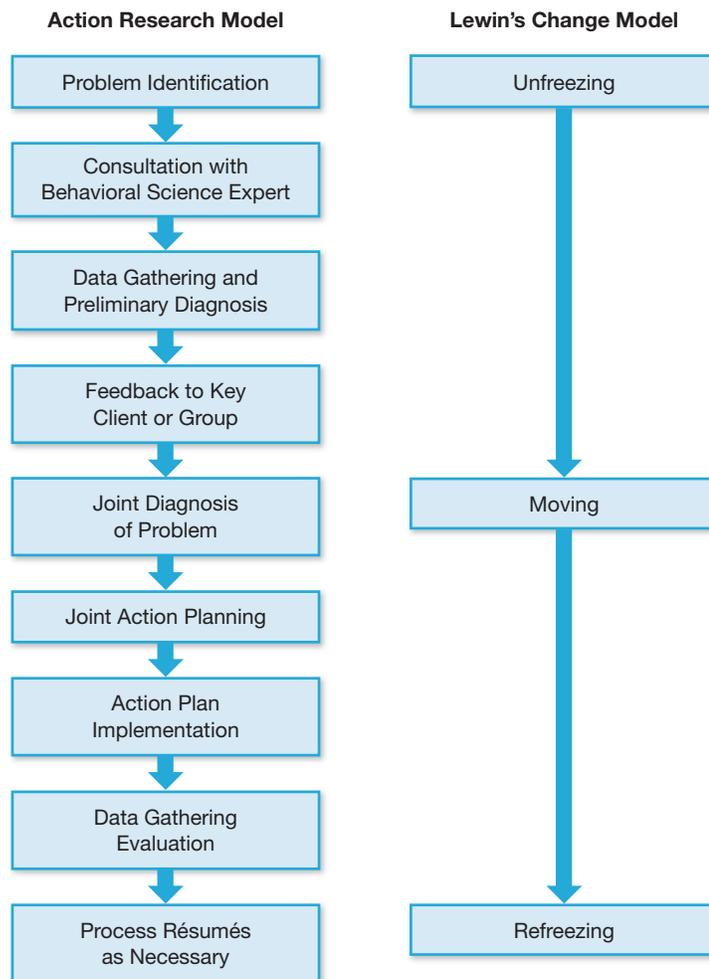 Action Research Model
Lewin's Change Model
Problem Identification
Unfreezing
Consultation with
Behavioral Science Expert
Data Gathering and
Preliminary Diagnosis
Feedback to Key
Client or Group
Joint Diagnosis
of Problem
Moving
Joint Action Planning
Action Plan
Implementation
Data Gathering
Evaluation
Process Résumés
as Necessary
Refreezing